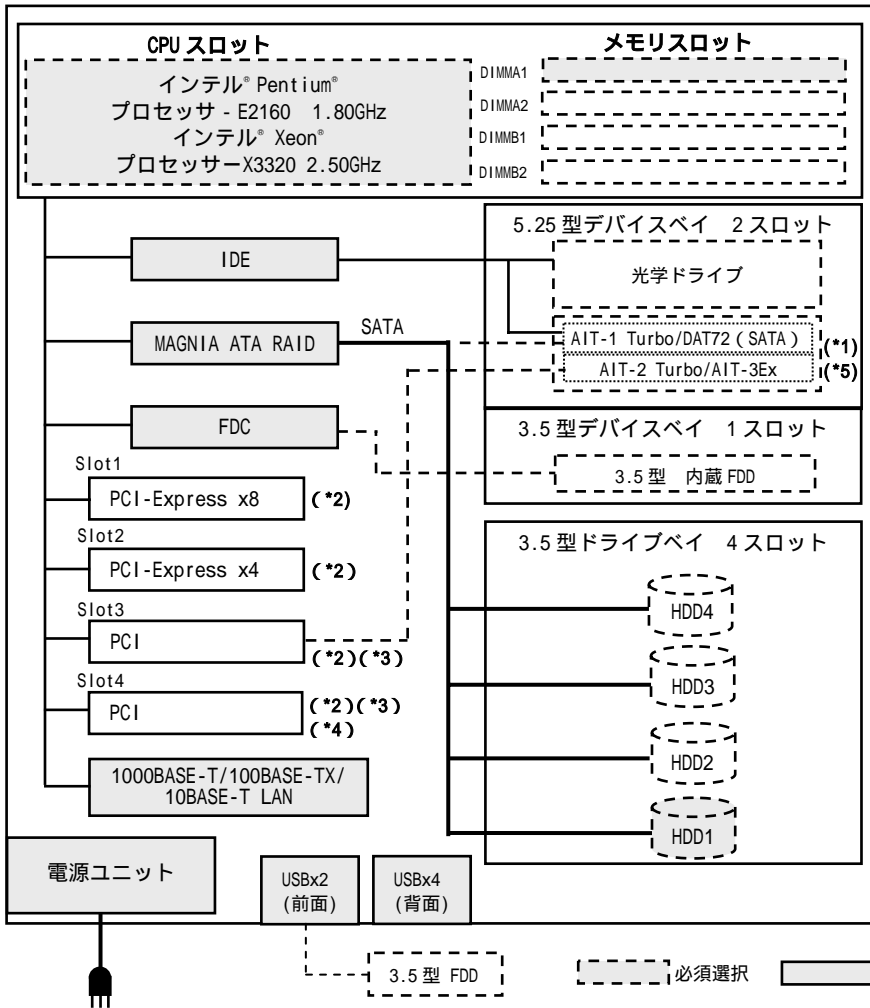 CPU スロット
メモリスロット
インテル® Pentium®
プロセッサ - E2160 1.80GHz
インテル® Xeon®
プロセッサーX3320 2.50GHz
DIMMA1
DIMMA2
DIMMB1
DIMMB2
5.25 型デバイスベイ 2 スロット
IDE
光学ドライブ
MAGNIA ATA RAID
SATA
AIT-1 Turbo/DAT72（SATA）
(*1)
AIT-2 Turbo/AIT-3Ex
(*5)
FDC
3.5 型デバイスベイ 1 スロット
3.5 型 内蔵 FDD
Slot1
PCI-Express x8
(*2)
Slot2
PCI-Express x4
(*2)
3.5 型ドライブベイ 4 スロット
Slot3
PCI
(*2)(*3)
HDD4
Slot4
PCI
(*2)(*3)
(*4)
HDD3
HDD2
1000BASE-T/100BASE-TX/
10BASE-T LAN
HDD1
電源ユニット
USBx2
(前面)
USBx4
(背面)
3.5 型 FDD
必須選択